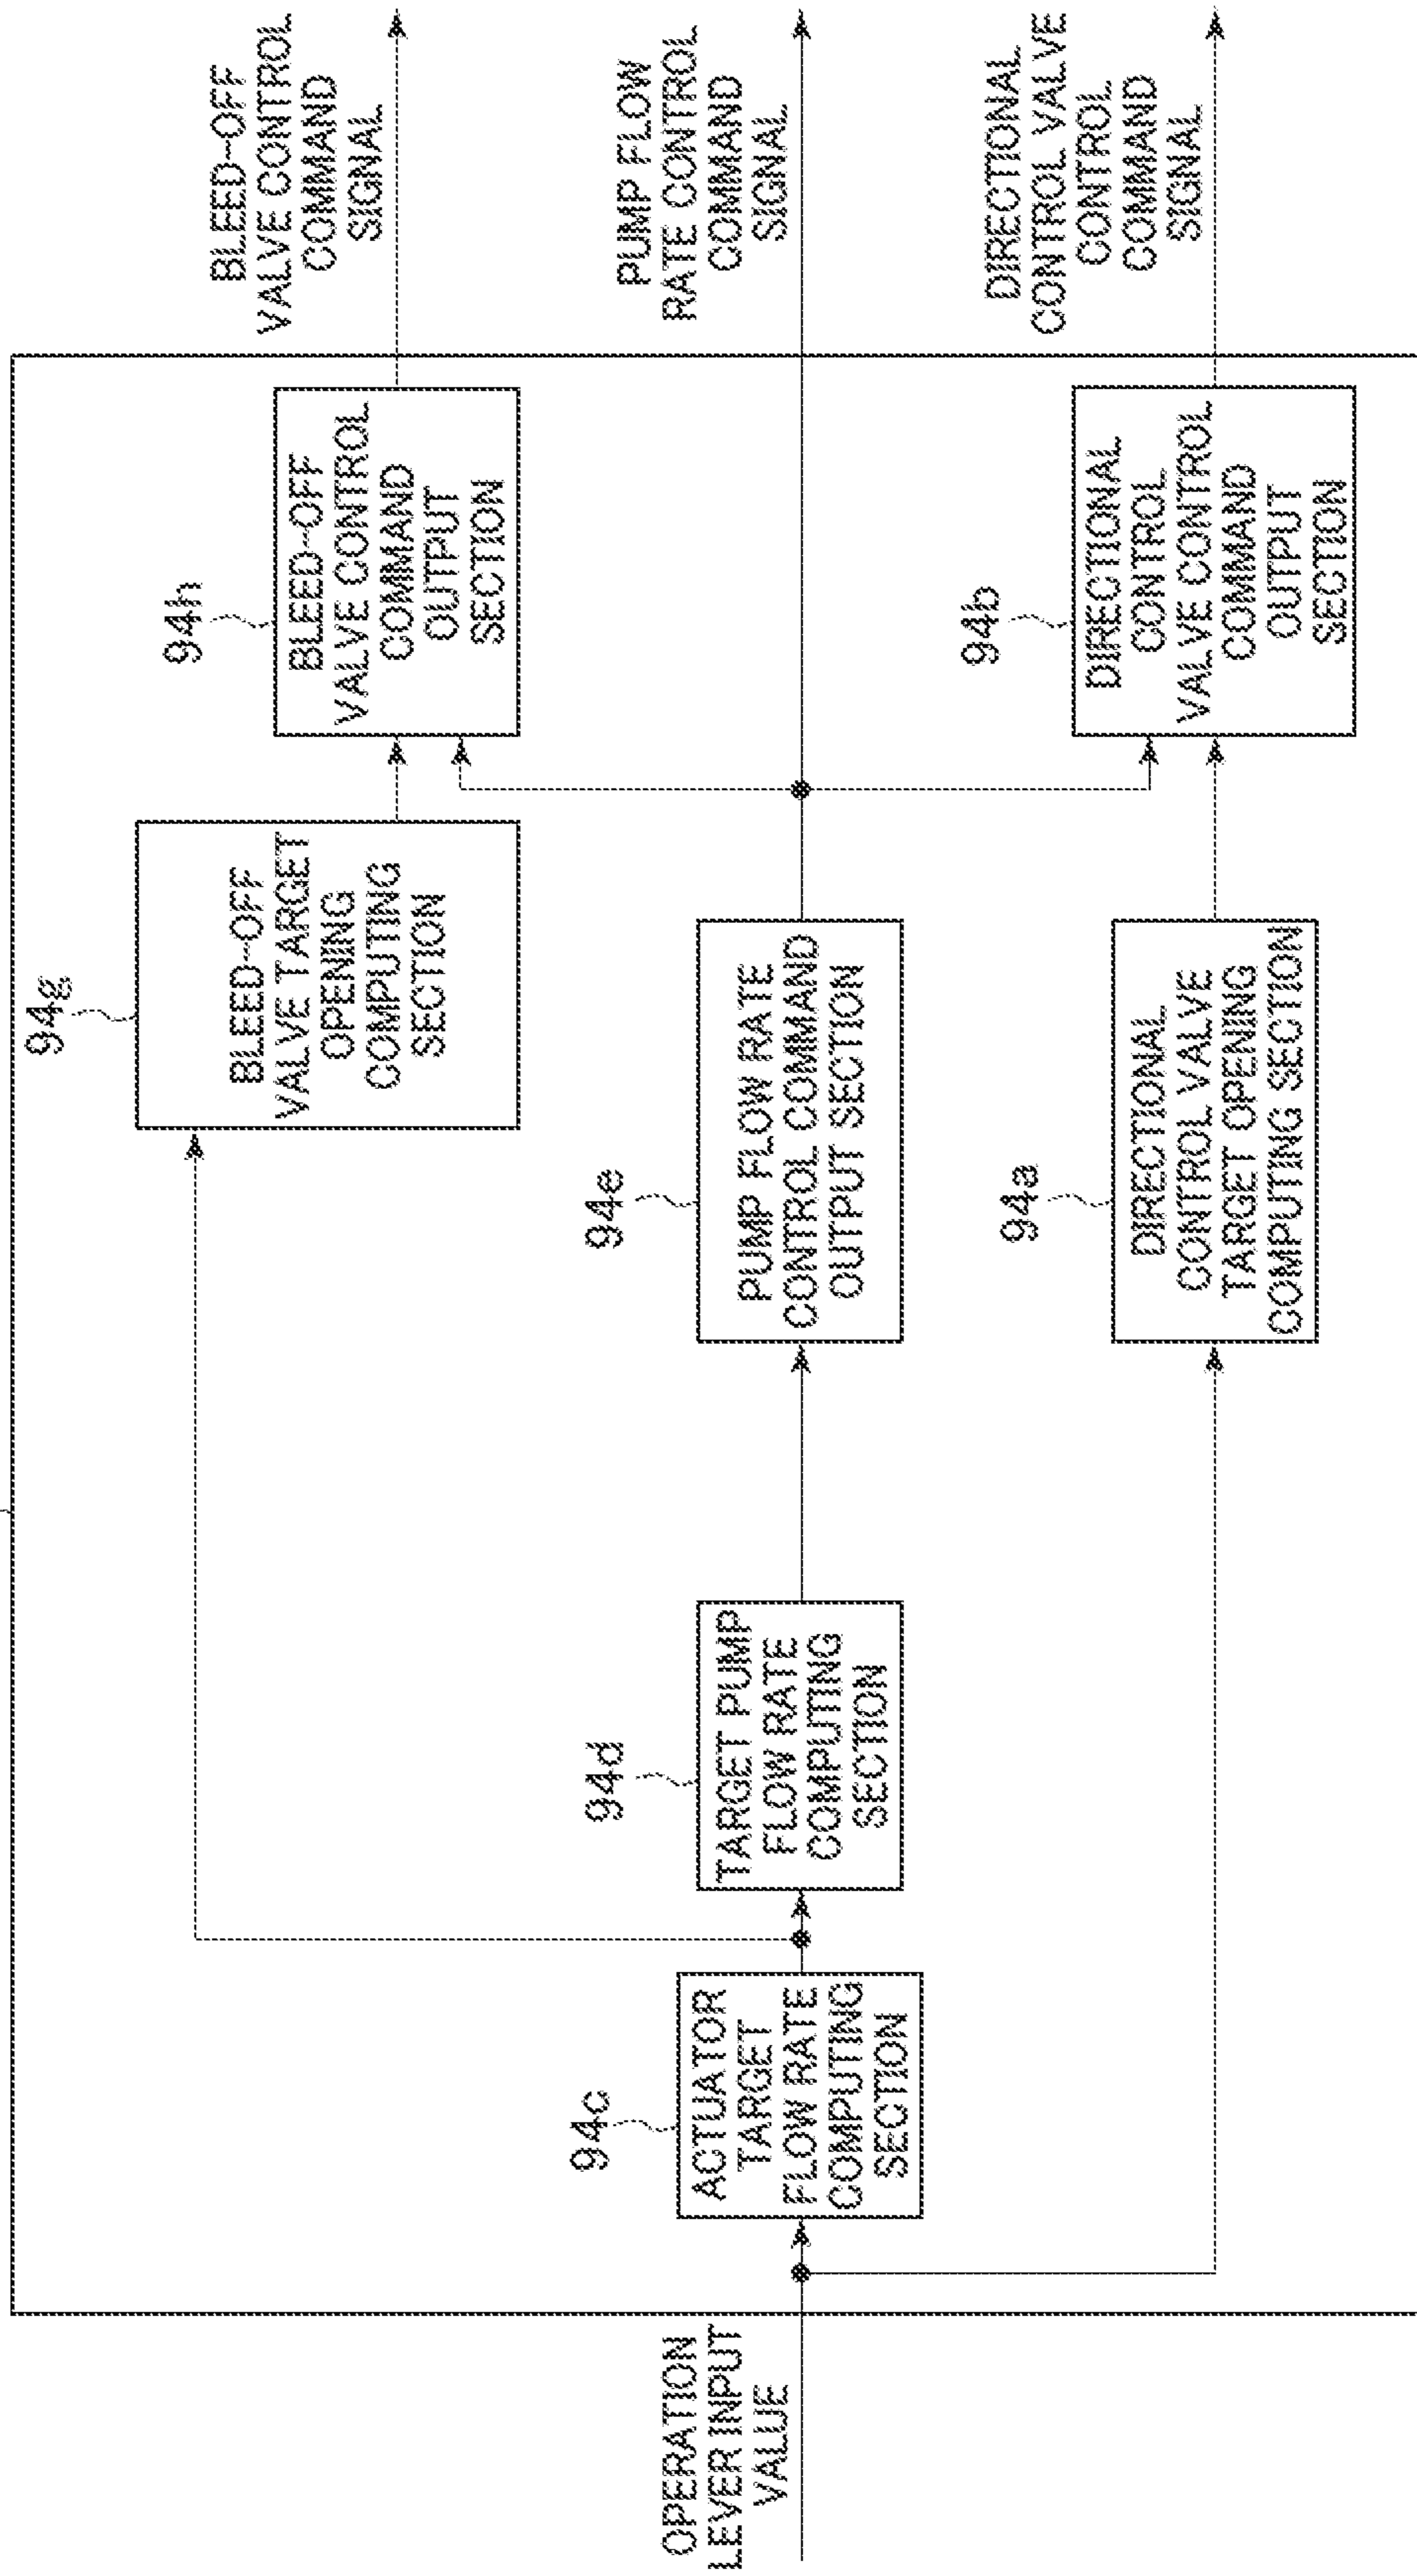 OPERATION
LEVER INPUT
VALUE
94c
ACTUATOR
TARGET
FLOW RATE
COMPUTING
SECTION
94d
TARGET PUMP
FLOW RATE
COMPUTING
SECTION
94g
BLEED-OFF
VALVE TARGET
OPENING
COMPUTING
SECTION
94e
PUMP FLOW RATE
CONTROL COMMAND
OUTPUT SECTION
94a
DIRECTIONAL
CONTROL VALVE
TARGET OPENING
COMPUTING SECTION
94h
BLEED-OFF
VALVE CONTROL
COMMAND
OUTPUT
SECTION
94b
DIRECTIONAL
CONTROL
VALVE CONTROL
COMMAND
OUTPUT
SECTION
BLEED-OFF
VALVE CONTROL
COMMAND
SIGNAL
PUMP FLOW
RATE CONTROL
COMMAND
SIGNAL
DIRECTIONAL
CONTROL VALVE
CONTROL
COMMAND
SIGNAL